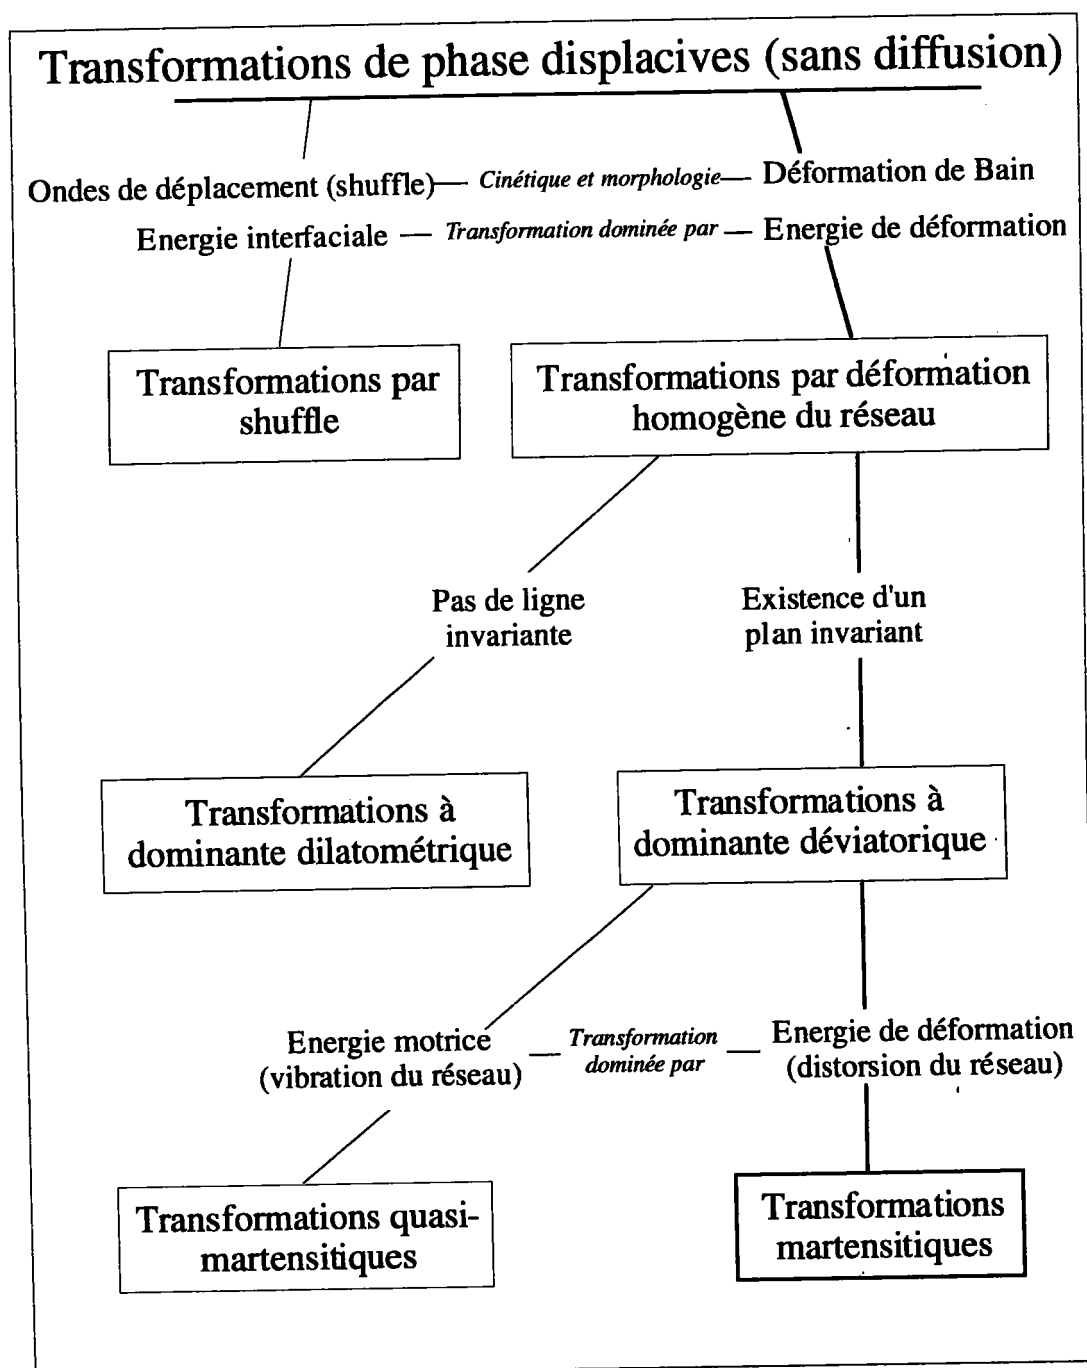 Transformations de phase displacives (sans diffusion)
Ondes de déplacement (shuffle)— Cinétique et morphologie— Déformation de Bain
Energie interfaciale — Transformation dominée par — Energie de déformation
Transformations par
shuffle
Transformations par déformation
homogène du réseau
Pas de ligne
invariante
Existence d'un
plan invariant
Transformations à
dominante dilatométrique
Transformations à
dominante déviatorique
Energie motrice
(vibration du réseau)
Transformation
dominée par
Energie de déformation
(distorsion du réseau)
Transformations quasi-
martensitiques
Transformations
martensitiques